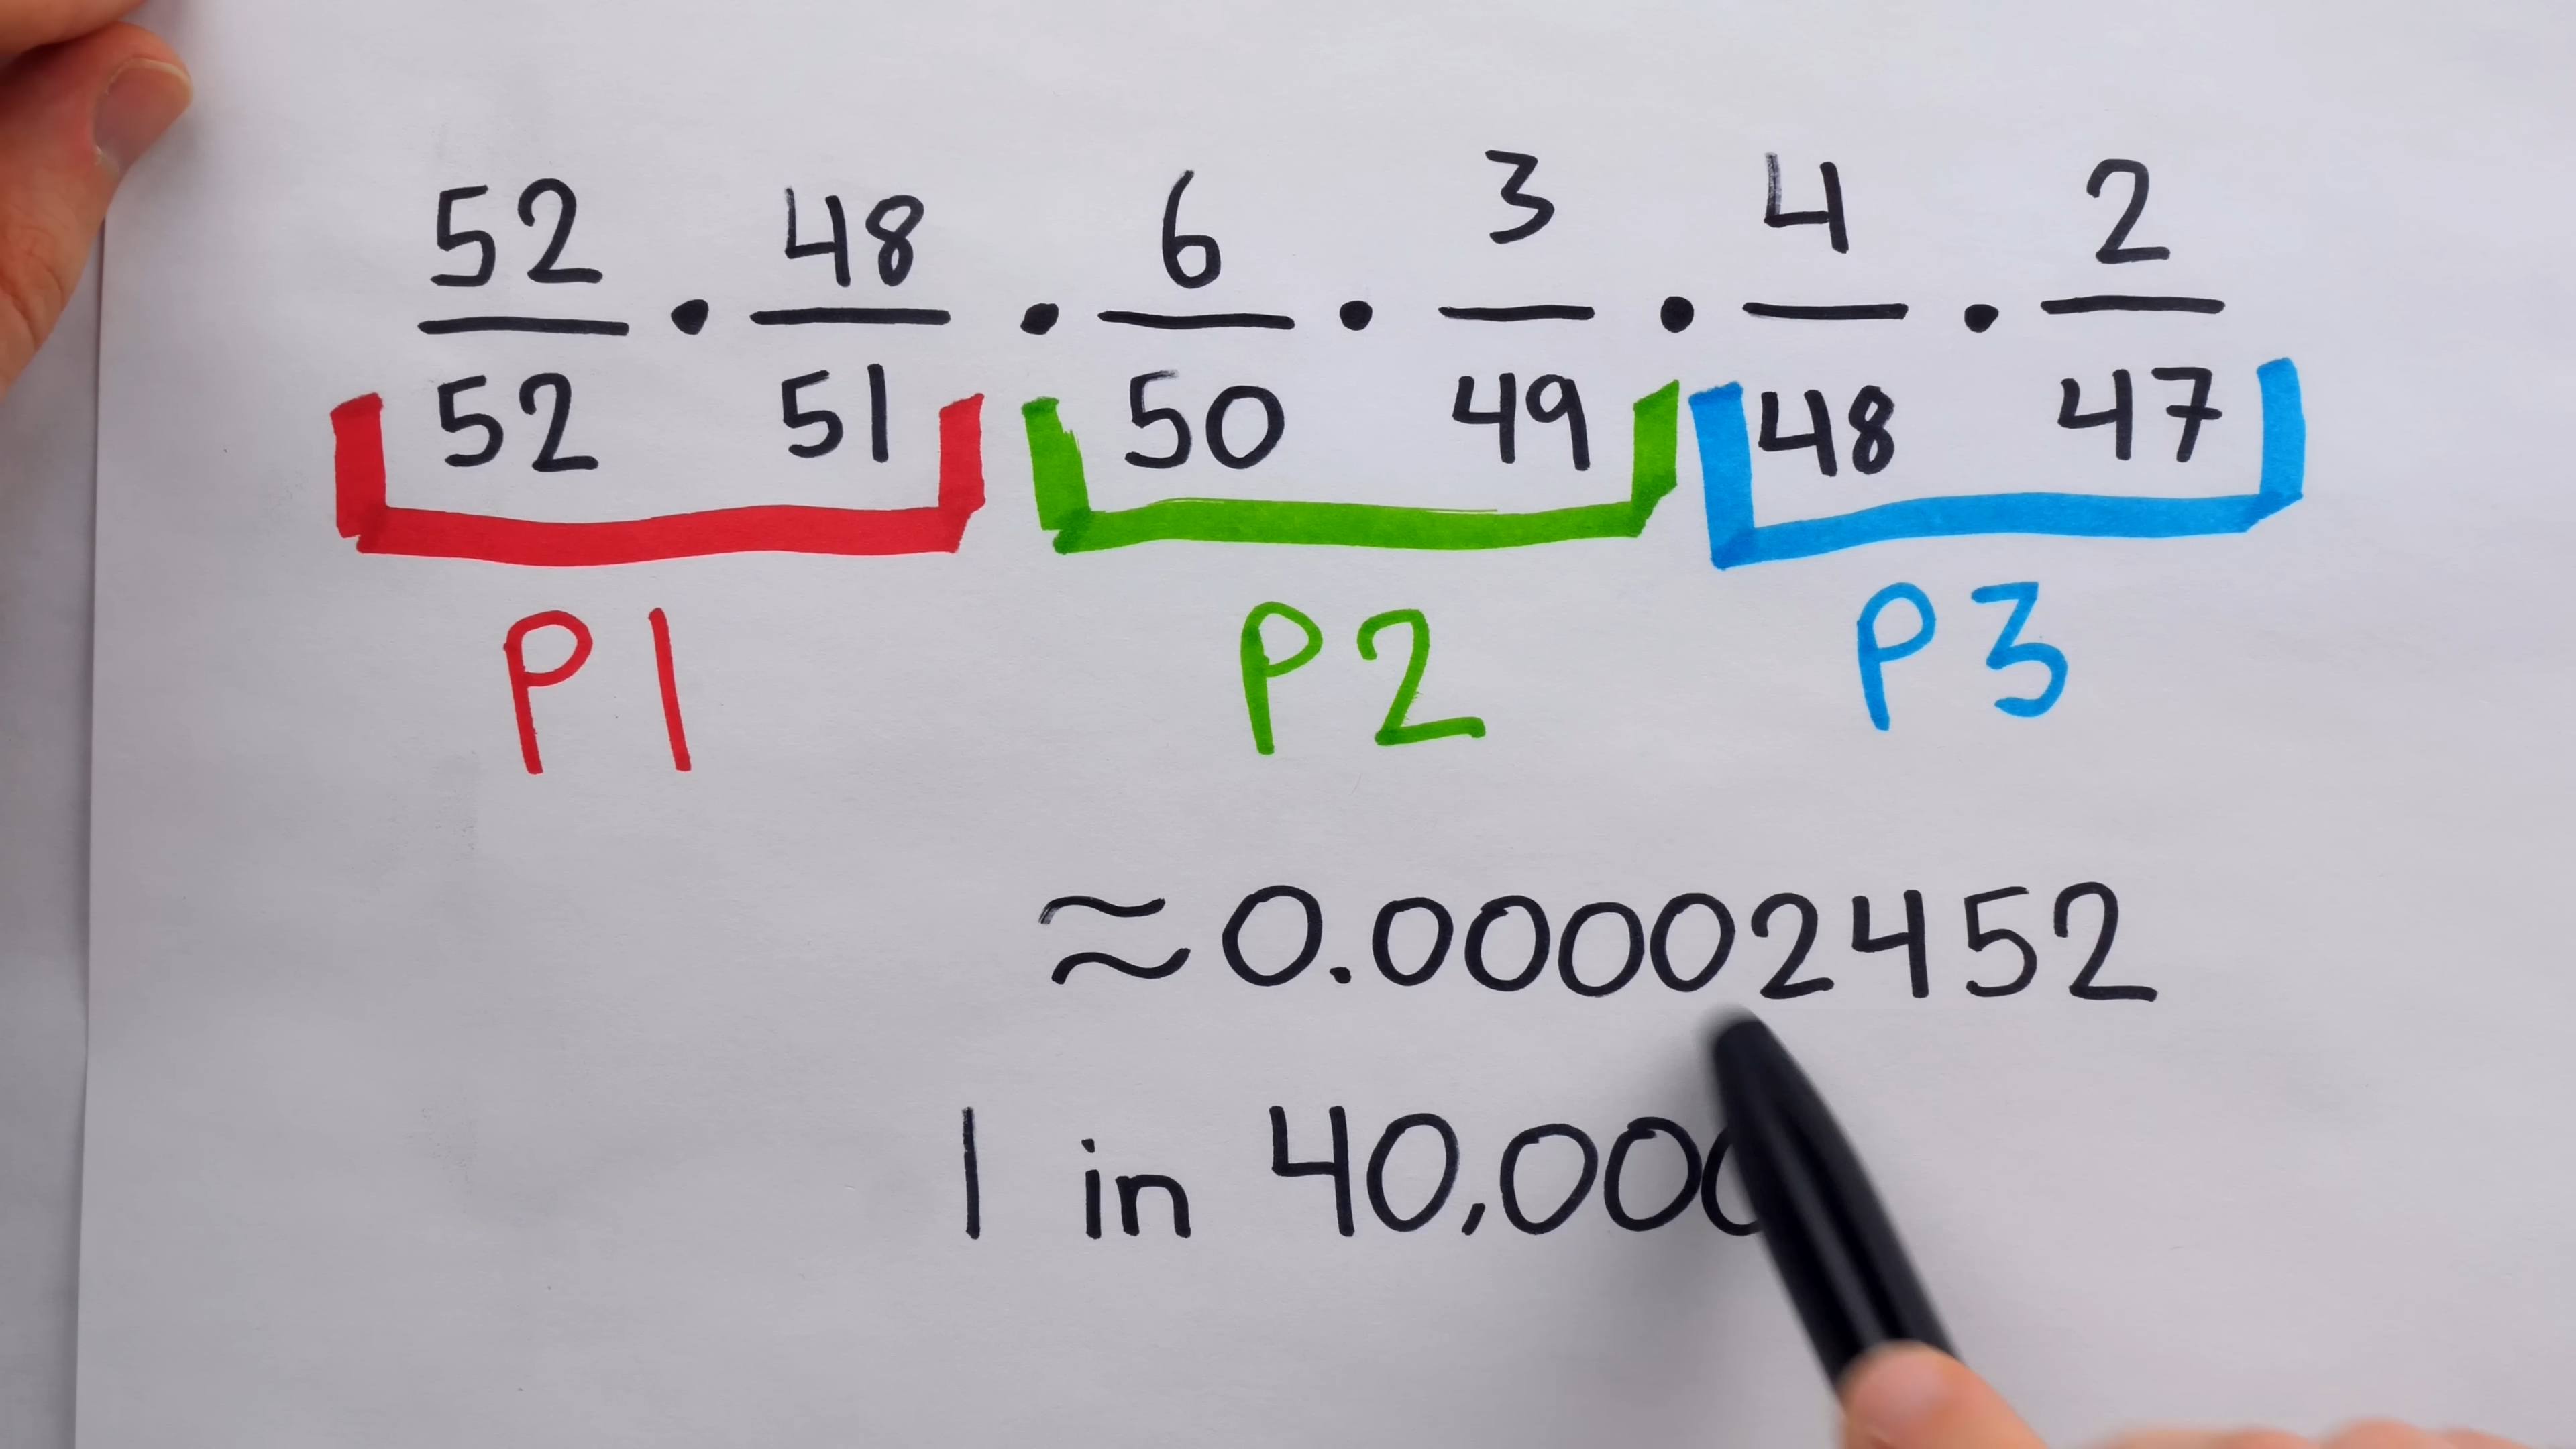 52 48 6 3 4 2
52 · 51 · 50 · 49 · 48 · 47
P1 P2 P3
≈0.00002452
1 in 40,000